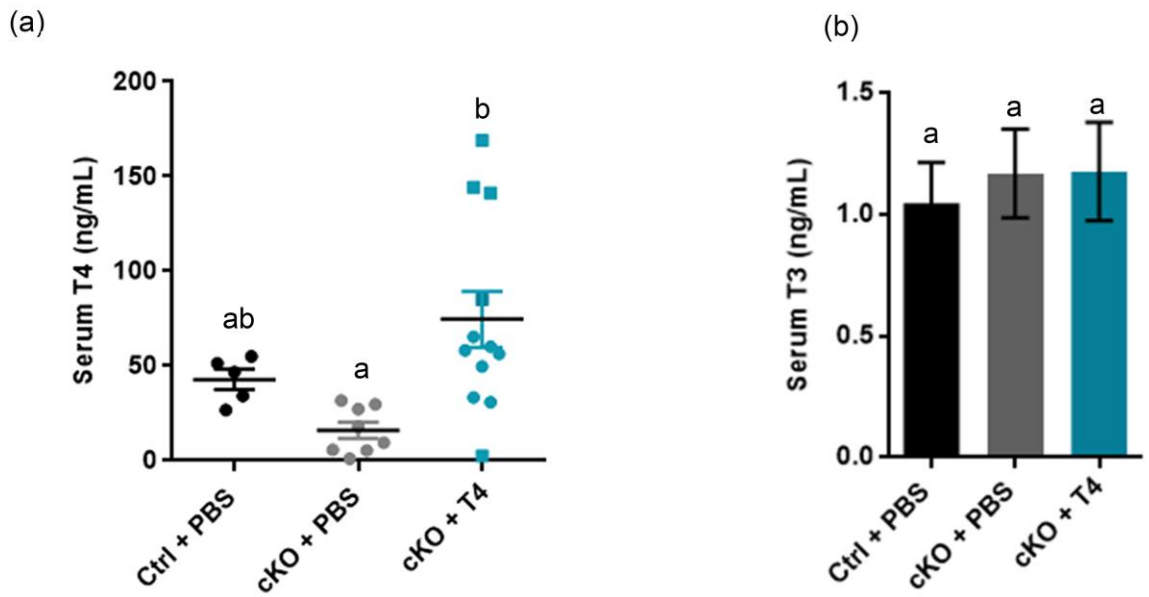 (a)
200
150
100
50
0
Serum T4 (ng/mL)
ab
a
b
Ctrl + PBS
cKO + PBS
cKO + T4
(b)
1.5
1.0
0.5
0.0
Serum T3 (ng/mL)
a
a
a
Ctrl + PBS
cKO + PBS
cKO + T4